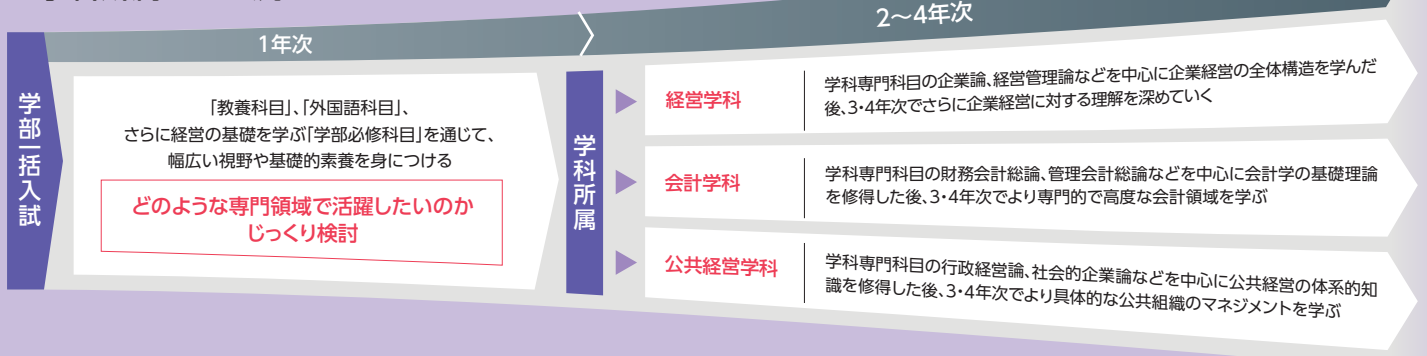 1年次
2〜4年次
学部一括入試
「教養科目」、「外国語科目」、
さらに経営の基礎を学ぶ「学部必修科目」を通じて、
幅広い視野や基礎的素養を身につける
どのような専門領域で活躍したいのか
じっくり検討
学科所属
経営学科
学科専門科目の企業論、経営管理論などを中心に企業経営の全体構造を学んだ
後、3・4年次でさらに企業経営に対する理解を深めていく
会計学科
学科専門科目の財務会計総論、管理会計総論などを中心に会計学の基礎理論
を修得した後、3・4年次でより専門的で高度な会計領域を学ぶ
公共経営学科
学科専門科目の行政経営論、社会的企業論などを中心に公共経営の体系的知
識を修得した後、3・4年次でより具体的な公共組織のマネジメントを学ぶ